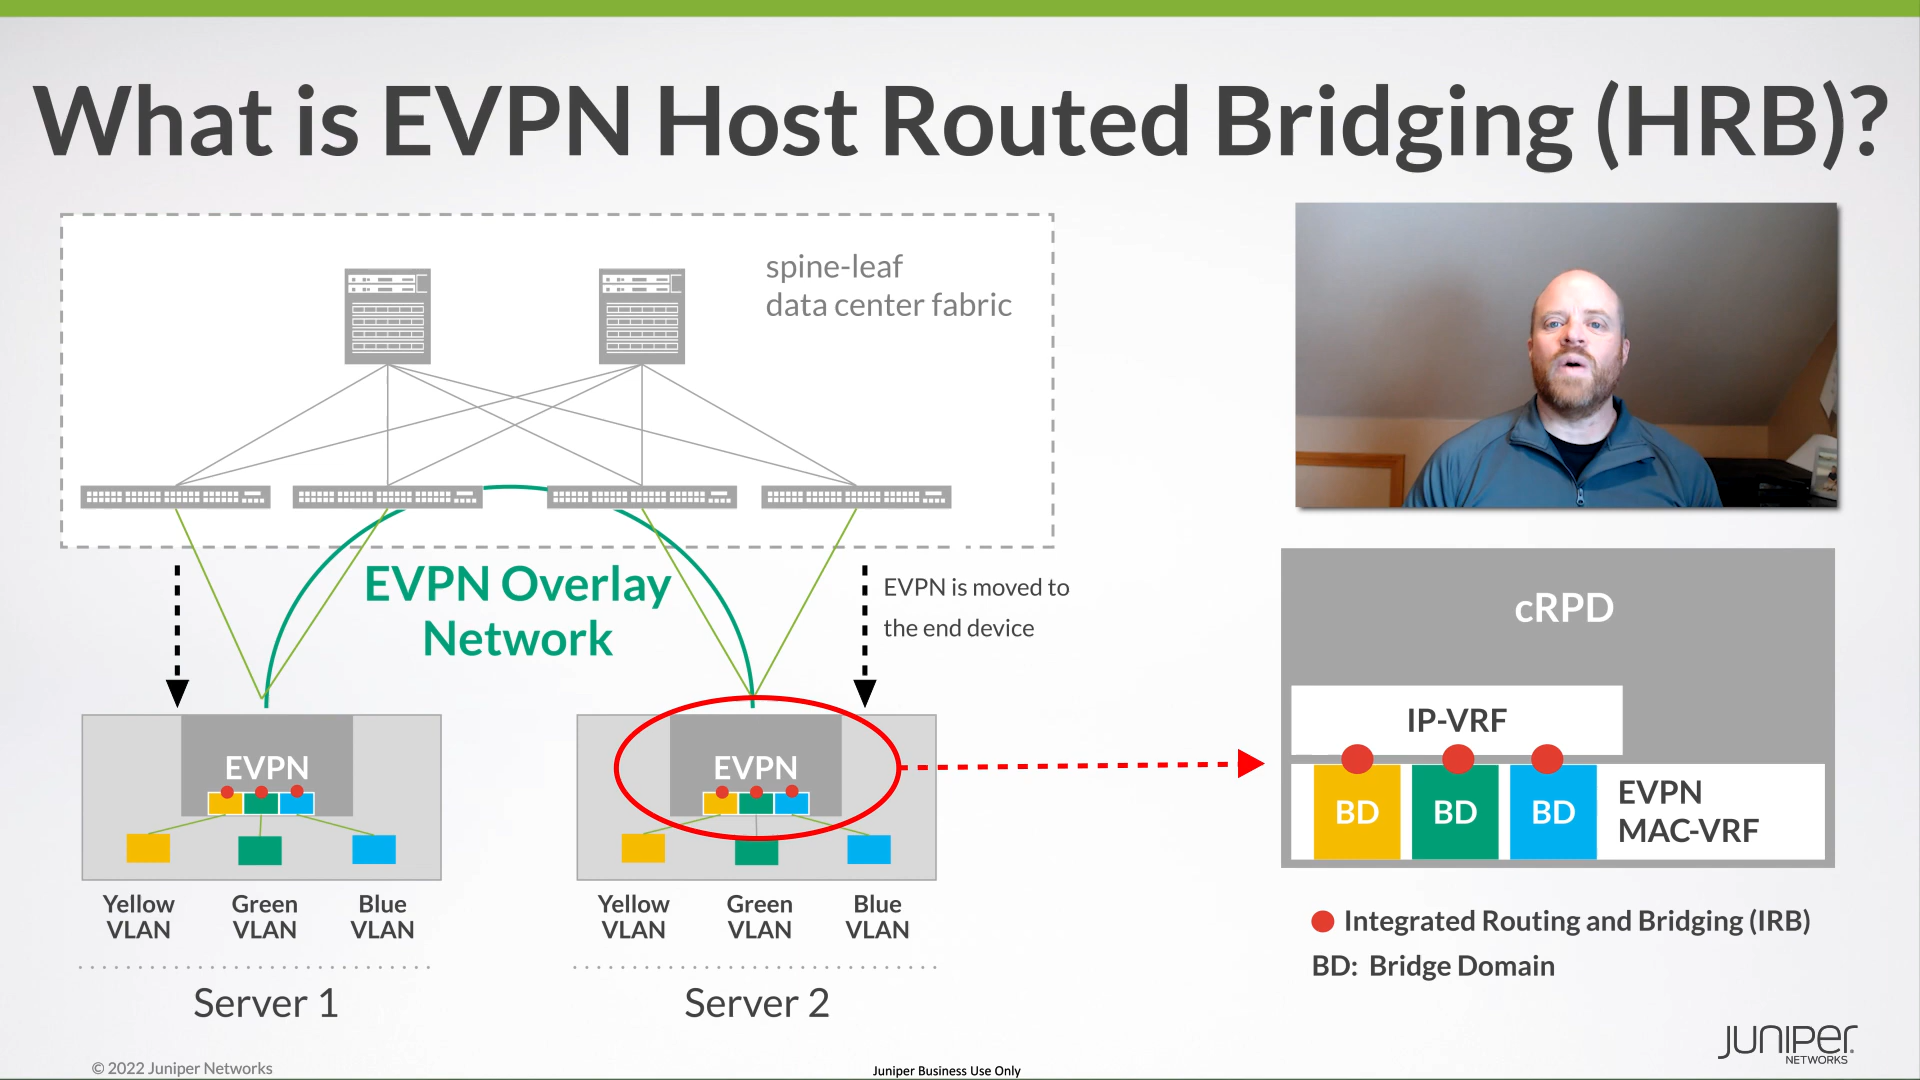 What is EVPN Host Routed Bridging (HRB)?
spine-leaf
data center fabric
EVPN Overlay
Network
EVPN is moved to
the end device
EVPN
Yellow
VLAN
Green
VLAN
Blue
VLAN
Server 1
EVPN
Yellow
VLAN
Green
VLAN
Blue
VLAN
Server 2
cRPD
IP-VRF
BD
BD
BD
EVPN
MAC-VRF
Integrated Routing and Bridging (IRB)
BD: Bridge Domain
© 2022 Juniper Networks
Juniper Business Use Only
JUNIPER
NETWORKS